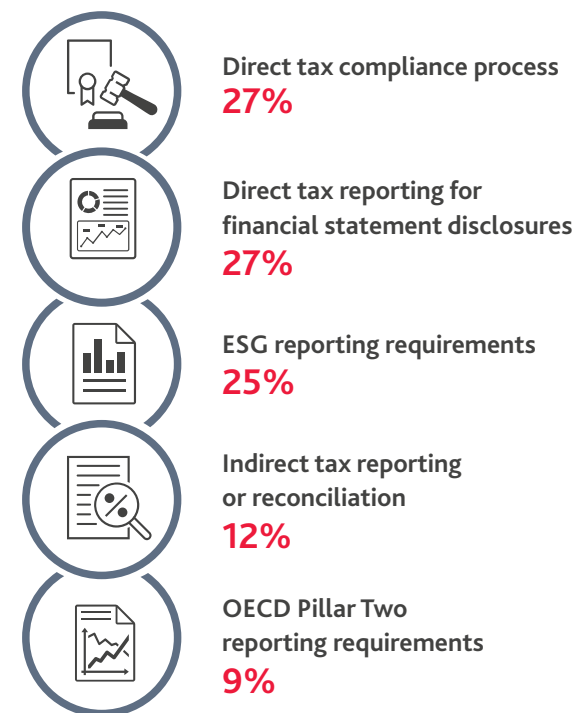 Direct tax compliance process
27%
Direct tax reporting for
financial statement disclosures
27%
ESG reporting requirements
25%
Indirect tax reporting
or reconciliation
12%
OECD Pillar Two
reporting requirements
9%